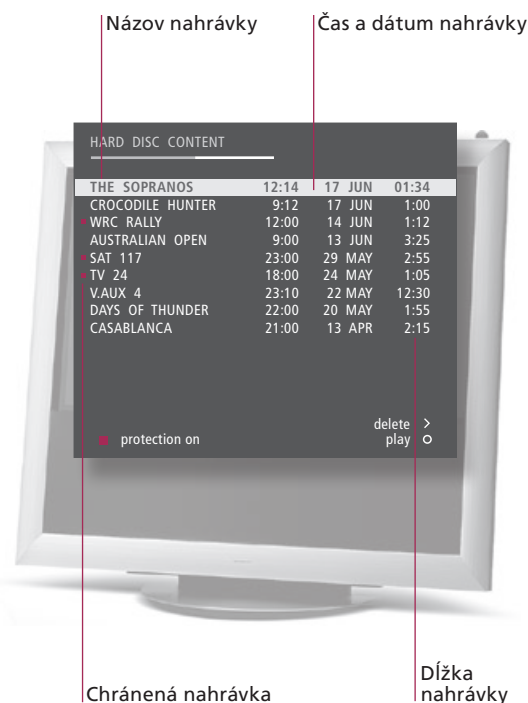 Názov nahrávky
Čas a dátum nahrávky
HARD DISC CONTENT
THE SOPRANOS 12:14 17 JUN 01:34
CROCODILE HUNTER 9:12 17 JUN 1:00
WRC RALLY 12:00 14 JUN 1:12
AUSTRALIAN OPEN 9:00 13 JUN 3:25
SAT 117 23:00 29 MAY 2:55
TV 24 18:00 24 MAY 1:05
V.AUX 4 23:10 22 MAY 12:30
DAYS OF THUNDER 22:00 20 MAY 1:55
CASABLANCA 21:00 13 APR 2:15
delete >
protection on play
Chránená nahrávka
Dĺžka
nahrávky